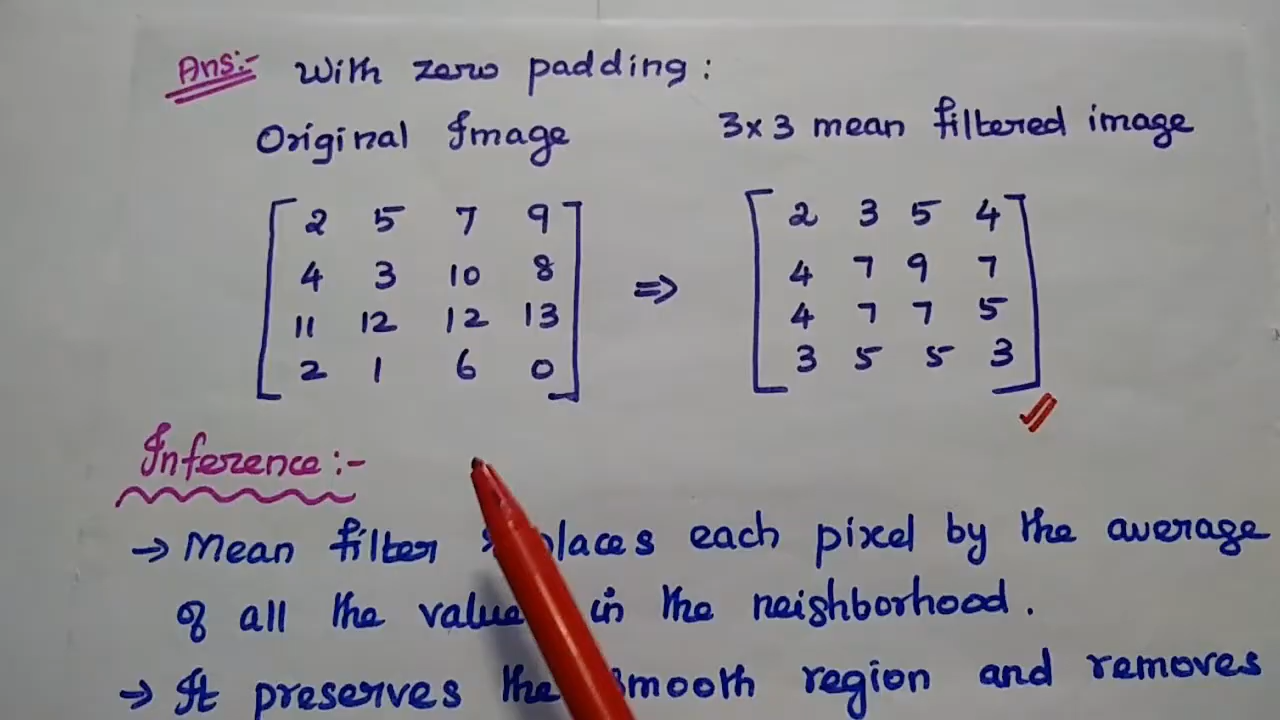 Ans:- With zero padding:
Original Image 3x3 mean filtered image
2 5 7 9
4 3 10 8
11 12 12 13
2 1 6 0
⇒
2 3 5 4
4 7 9 7
4 7 7 5
3 5 5 3
Inference:-
→ Mean filter each pixel by the average
of all the in the neighborhood.
→ It preserves the smooth region and removes